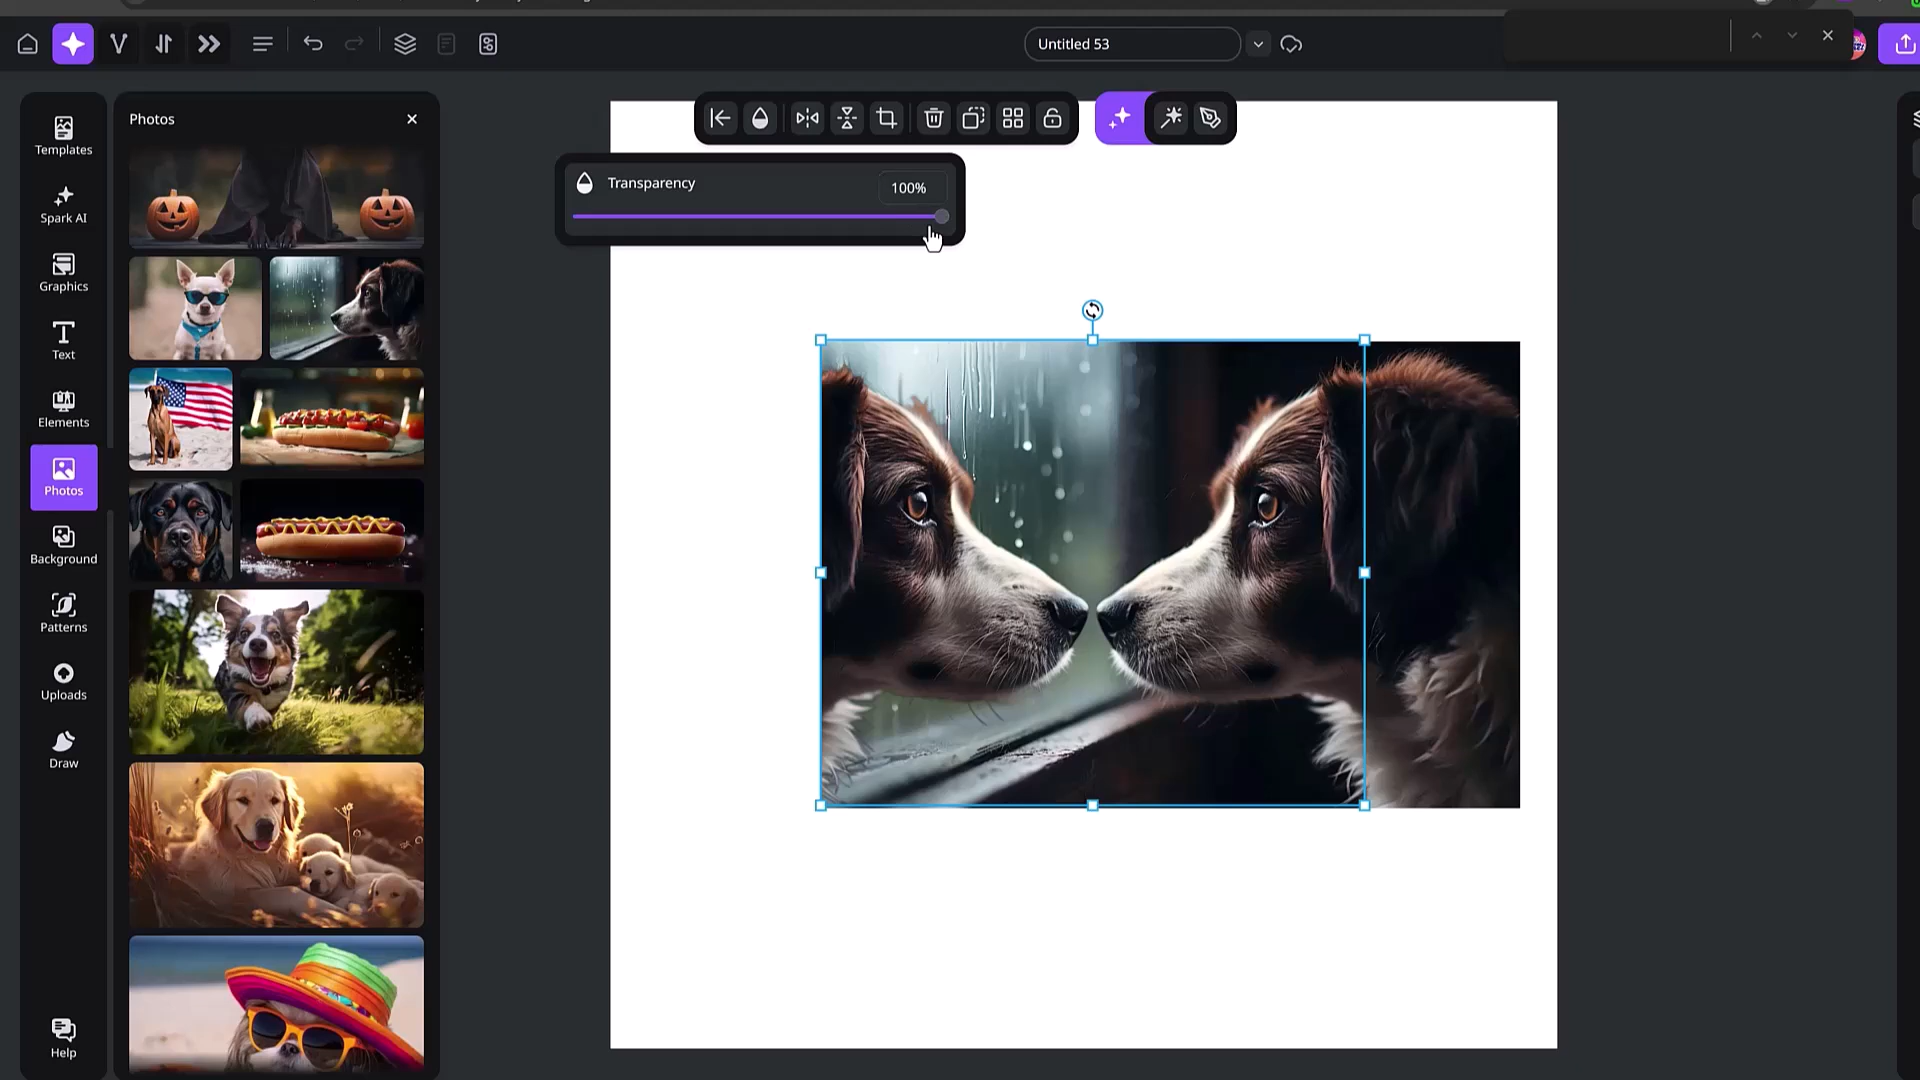 Untitled 53
Templates
Spark AI
Graphics
Text
Elements
Photos
Background
Patterns
Uploads
Draw
Help
Photos
Transparency
100%